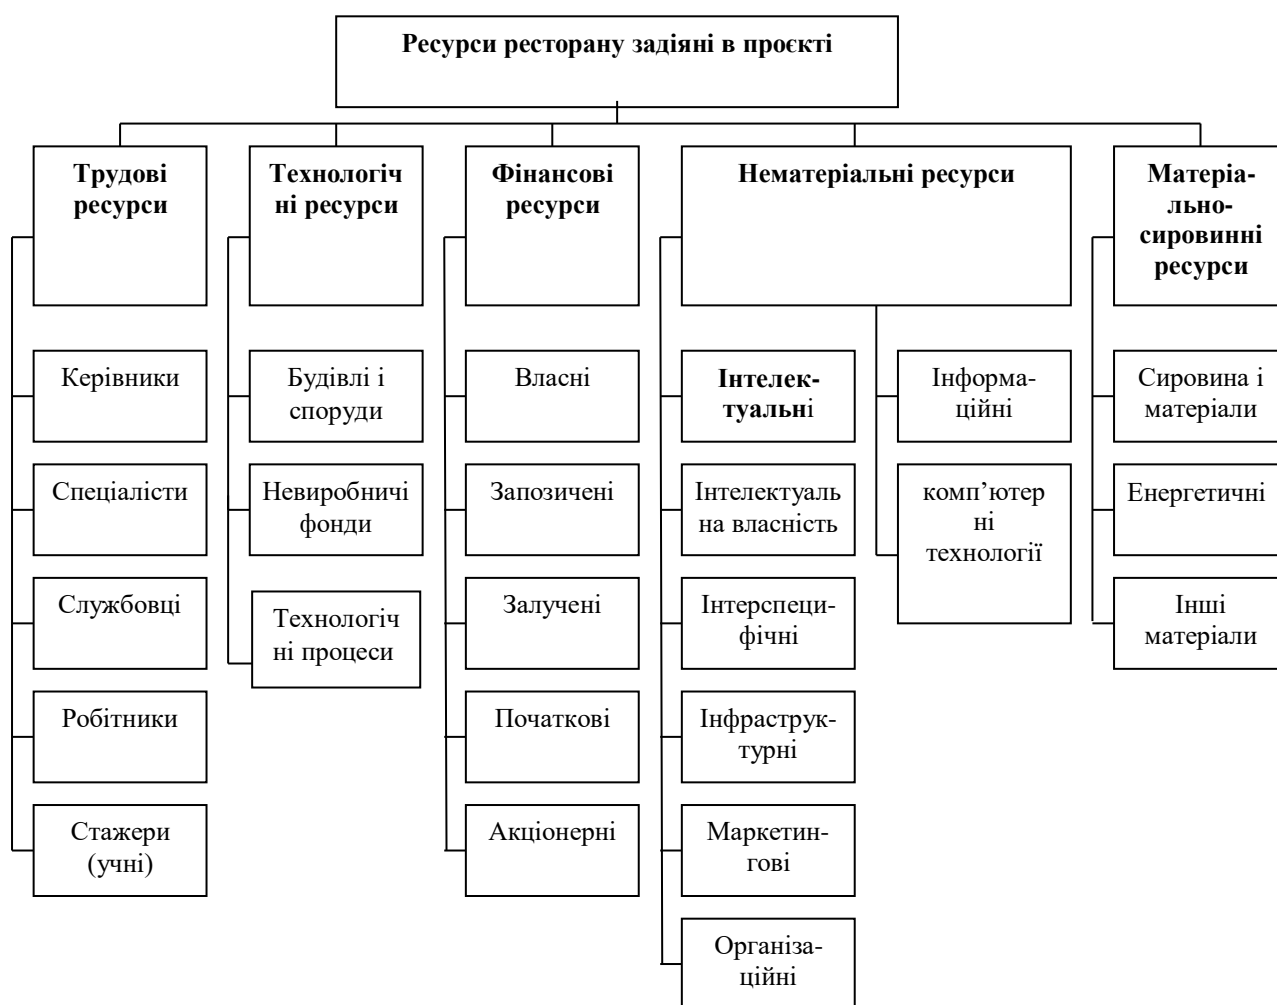 Ресурси ресторану задіяні в проєкті
Трудові
ресурси
Технологіч
ні ресурси
Фінансові
ресурси
Нематеріальні ресурси
Матеріа-
льно-
сировинні
ресурси
Керівники
Будівлі і
споруди
Власні
Інтелек-
туальні
Інформа-
ційні
Сировина і
матеріали
Спеціалісти
Невиробничі
фонди
Запозичені
Інтелектуаль
на власність
комп’ютер
ні
технології
Енергетичні
Службовці
Технологіч
ні процеси
Залучені
Інтерспеци-
фічні
Інші
матеріали
Робітники
Початкові
Інфраструк-
турні
Стажери
(учні)
Акціонерні
Маркетин-
гові
Організа-
ційні